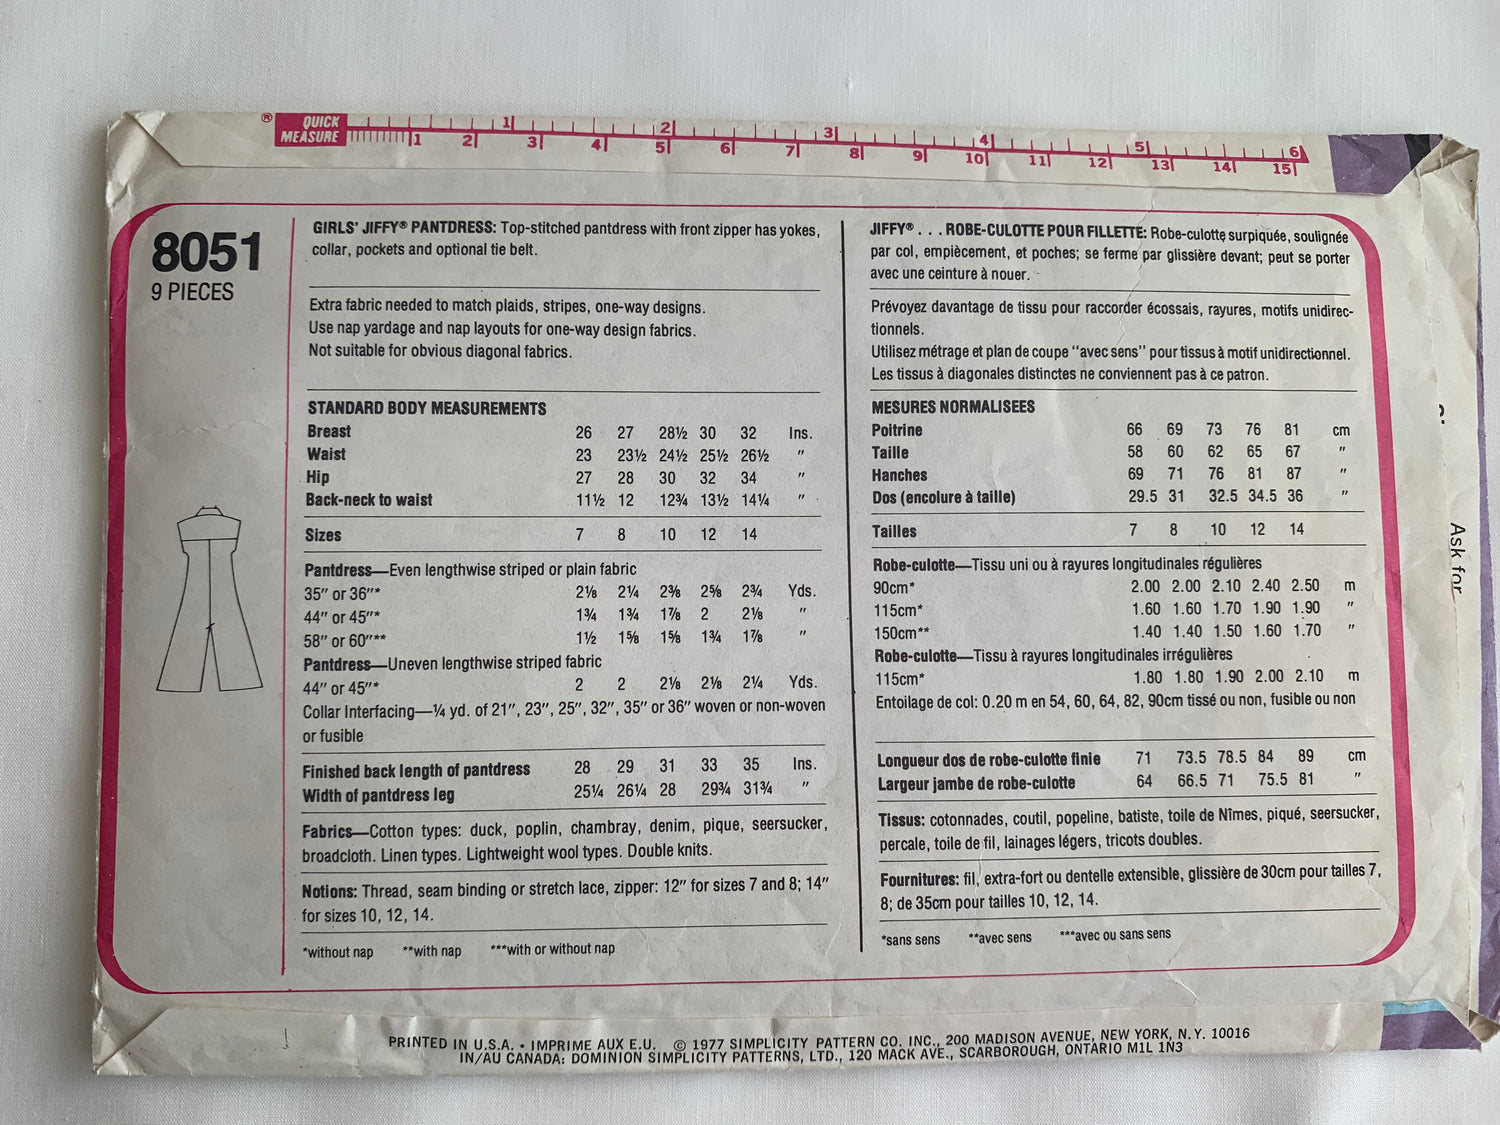 ® QUICK MEASURE
1 2 3 4 5 6
1 2 3 4 5 6 7 8 9 10 11 12 13 14 15
8051
9 PIECES
GIRLS' JIFFY® PANTDRESS: Top-stitched pantdress with front zipper has yokes,
collar, pockets and optional tie belt.
Extra fabric needed to match plaids, stripes, one-way designs.
Use nap yardage and nap layouts for one-way design fabrics.
Not suitable for obvious diagonal fabrics.
STANDARD BODY MEASUREMENTS
Breast 26 27 28½ 30 32 Ins.
Waist 23 23½ 24½ 25½ 26½ "
Hip 27 28 30 32 34 "
Back-neck to waist 11½ 12 12¾ 13½ 14¼ "
Sizes 7 8 10 12 14
Pantdress—Even lengthwise striped or plain fabric
35" or 36"* 2⅛ 2¼ 2⅜ 2⅝ 2¾ Yds.
44" or 45"* 1¾ 1¾ 1⅞ 2 2⅛ "
58" or 60"** 1½ 1⅝ 1⅝ 1¾ 1⅞ "
Pantdress—Uneven lengthwise striped fabric
44" or 45"* 2 2 2⅛ 2⅛ 2¼ Yds.
Collar Interfacing—¼ yd. of 21", 23", 25", 32", 35" or 36" woven or non-woven
or fusible
Finished back length of pantdress 28 29 31 33 35 Ins.
Width of pantdress leg 25¼ 26¼ 28 29¾ 31¾ "
Fabrics—Cotton types: duck, poplin, chambray, denim, pique, seersucker,
broadcloth. Linen types. Lightweight wool types. Double knits.
Notions: Thread, seam binding or stretch lace, zipper: 12" for sizes 7 and 8; 14"
for sizes 10, 12, 14.
*without nap **with nap ***with or without nap
JIFFY® . . . ROBE-CULOTTE POUR FILLETTE: Robe-culotte surpiquée, soulignée
par col, empiècement, et poches; se ferme par glissière devant; peut se porter
avec une ceinture à nouer.
Prévoyez davantage de tissu pour raccorder écossais, rayures, motifs unidirec-
tionnels.
Utilisez métrage et plan de coupe "avec sens" pour tissus à motif unidirectionnel.
Les tissus à diagonales distinctes ne conviennent pas à ce patron.
MESURES NORMALISEES
Poitrine 66 69 73 76 81 cm
Taille 58 60 62 65 67 "
Hanches 69 71 76 81 87 "
Dos (encolure à taille) 29.5 31 32.5 34.5 36 "
Tailles 7 8 10 12 14
Robe-culotte—Tissu uni ou à rayures longitudinales régulières
90cm* 2.00 2.00 2.10 2.40 2.50 m
115cm* 1.60 1.60 1.70 1.90 1.90 "
150cm** 1.40 1.40 1.50 1.60 1.70 "
Robe-culotte—Tissu à rayures longitudinales irrégulières
115cm* 1.80 1.80 1.90 2.00 2.10 m
Entoilage de col: 0.20 m en 54, 60, 64, 82, 90cm tissé ou non, fusible ou non
Longueur dos de robe-culotte finie 71 73.5 78.5 84 89 cm
Largeur jambe de robe-culotte 64 66.5 71 75.5 81 "
Tissus: cotonnades, coutil, popeline, batiste, toile de Nîmes, piqué, seersucker,
percale, toile de fil, lainages légers, tricots doubles.
Fournitures: fil, extra-fort ou dentelle extensible, glissière de 30cm pour tailles 7,
8; de 35cm pour tailles 10, 12, 14.
*sans sens **avec sens ***avec ou sans sens
PRINTED IN U.S.A. • IMPRIME AUX E.U. © 1977 SIMPLICITY PATTERN CO. INC., 200 MADISON AVENUE, NEW YORK, N.Y. 10016
IN/AU CANADA: DOMINION SIMPLICITY PATTERNS, LTD., 120 MACK AVE., SCARBOROUGH, ONTARIO M1L 1N3
Ask for